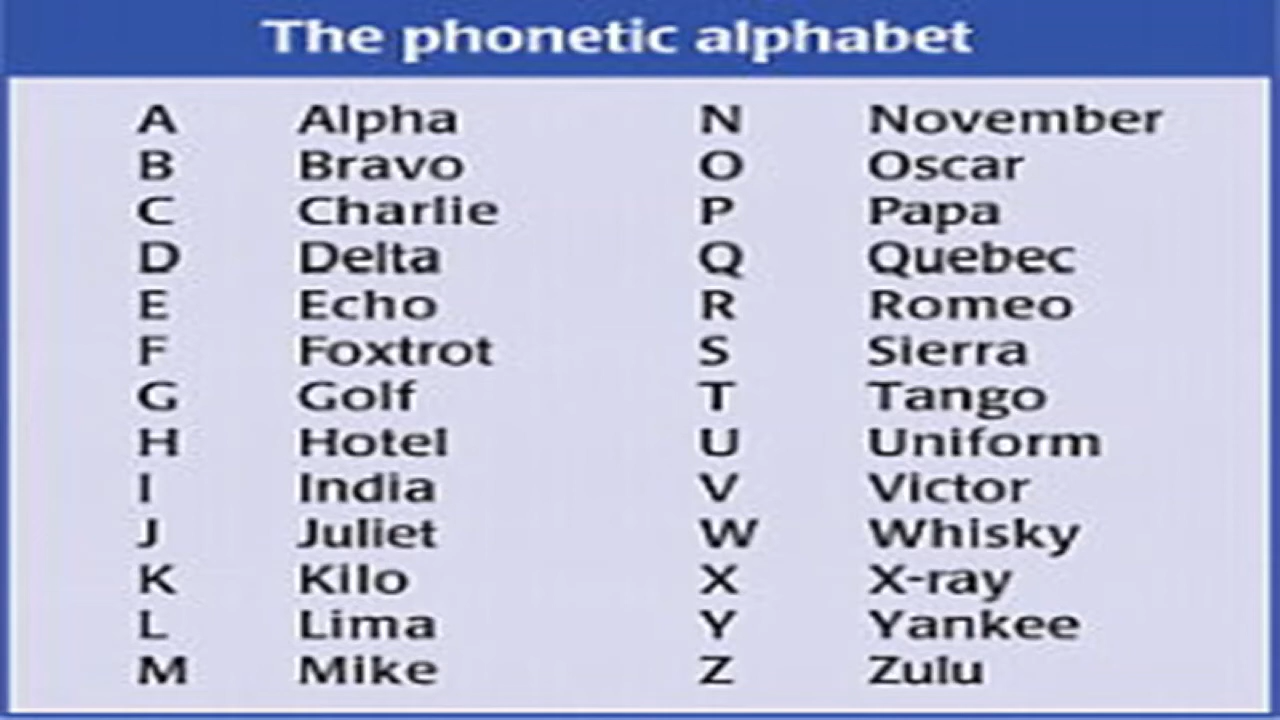 The phonetic alphabet
A Alpha N November
B Bravo O Oscar
C Charlie P Papa
D Delta Q Quebec
E Echo R Romeo
F Foxtrot S Sierra
G Golf T Tango
H Hotel U Uniform
I India V Victor
J Juliet W Whisky
K Kilo X X-ray
L Lima Y Yankee
M Mike Z Zulu